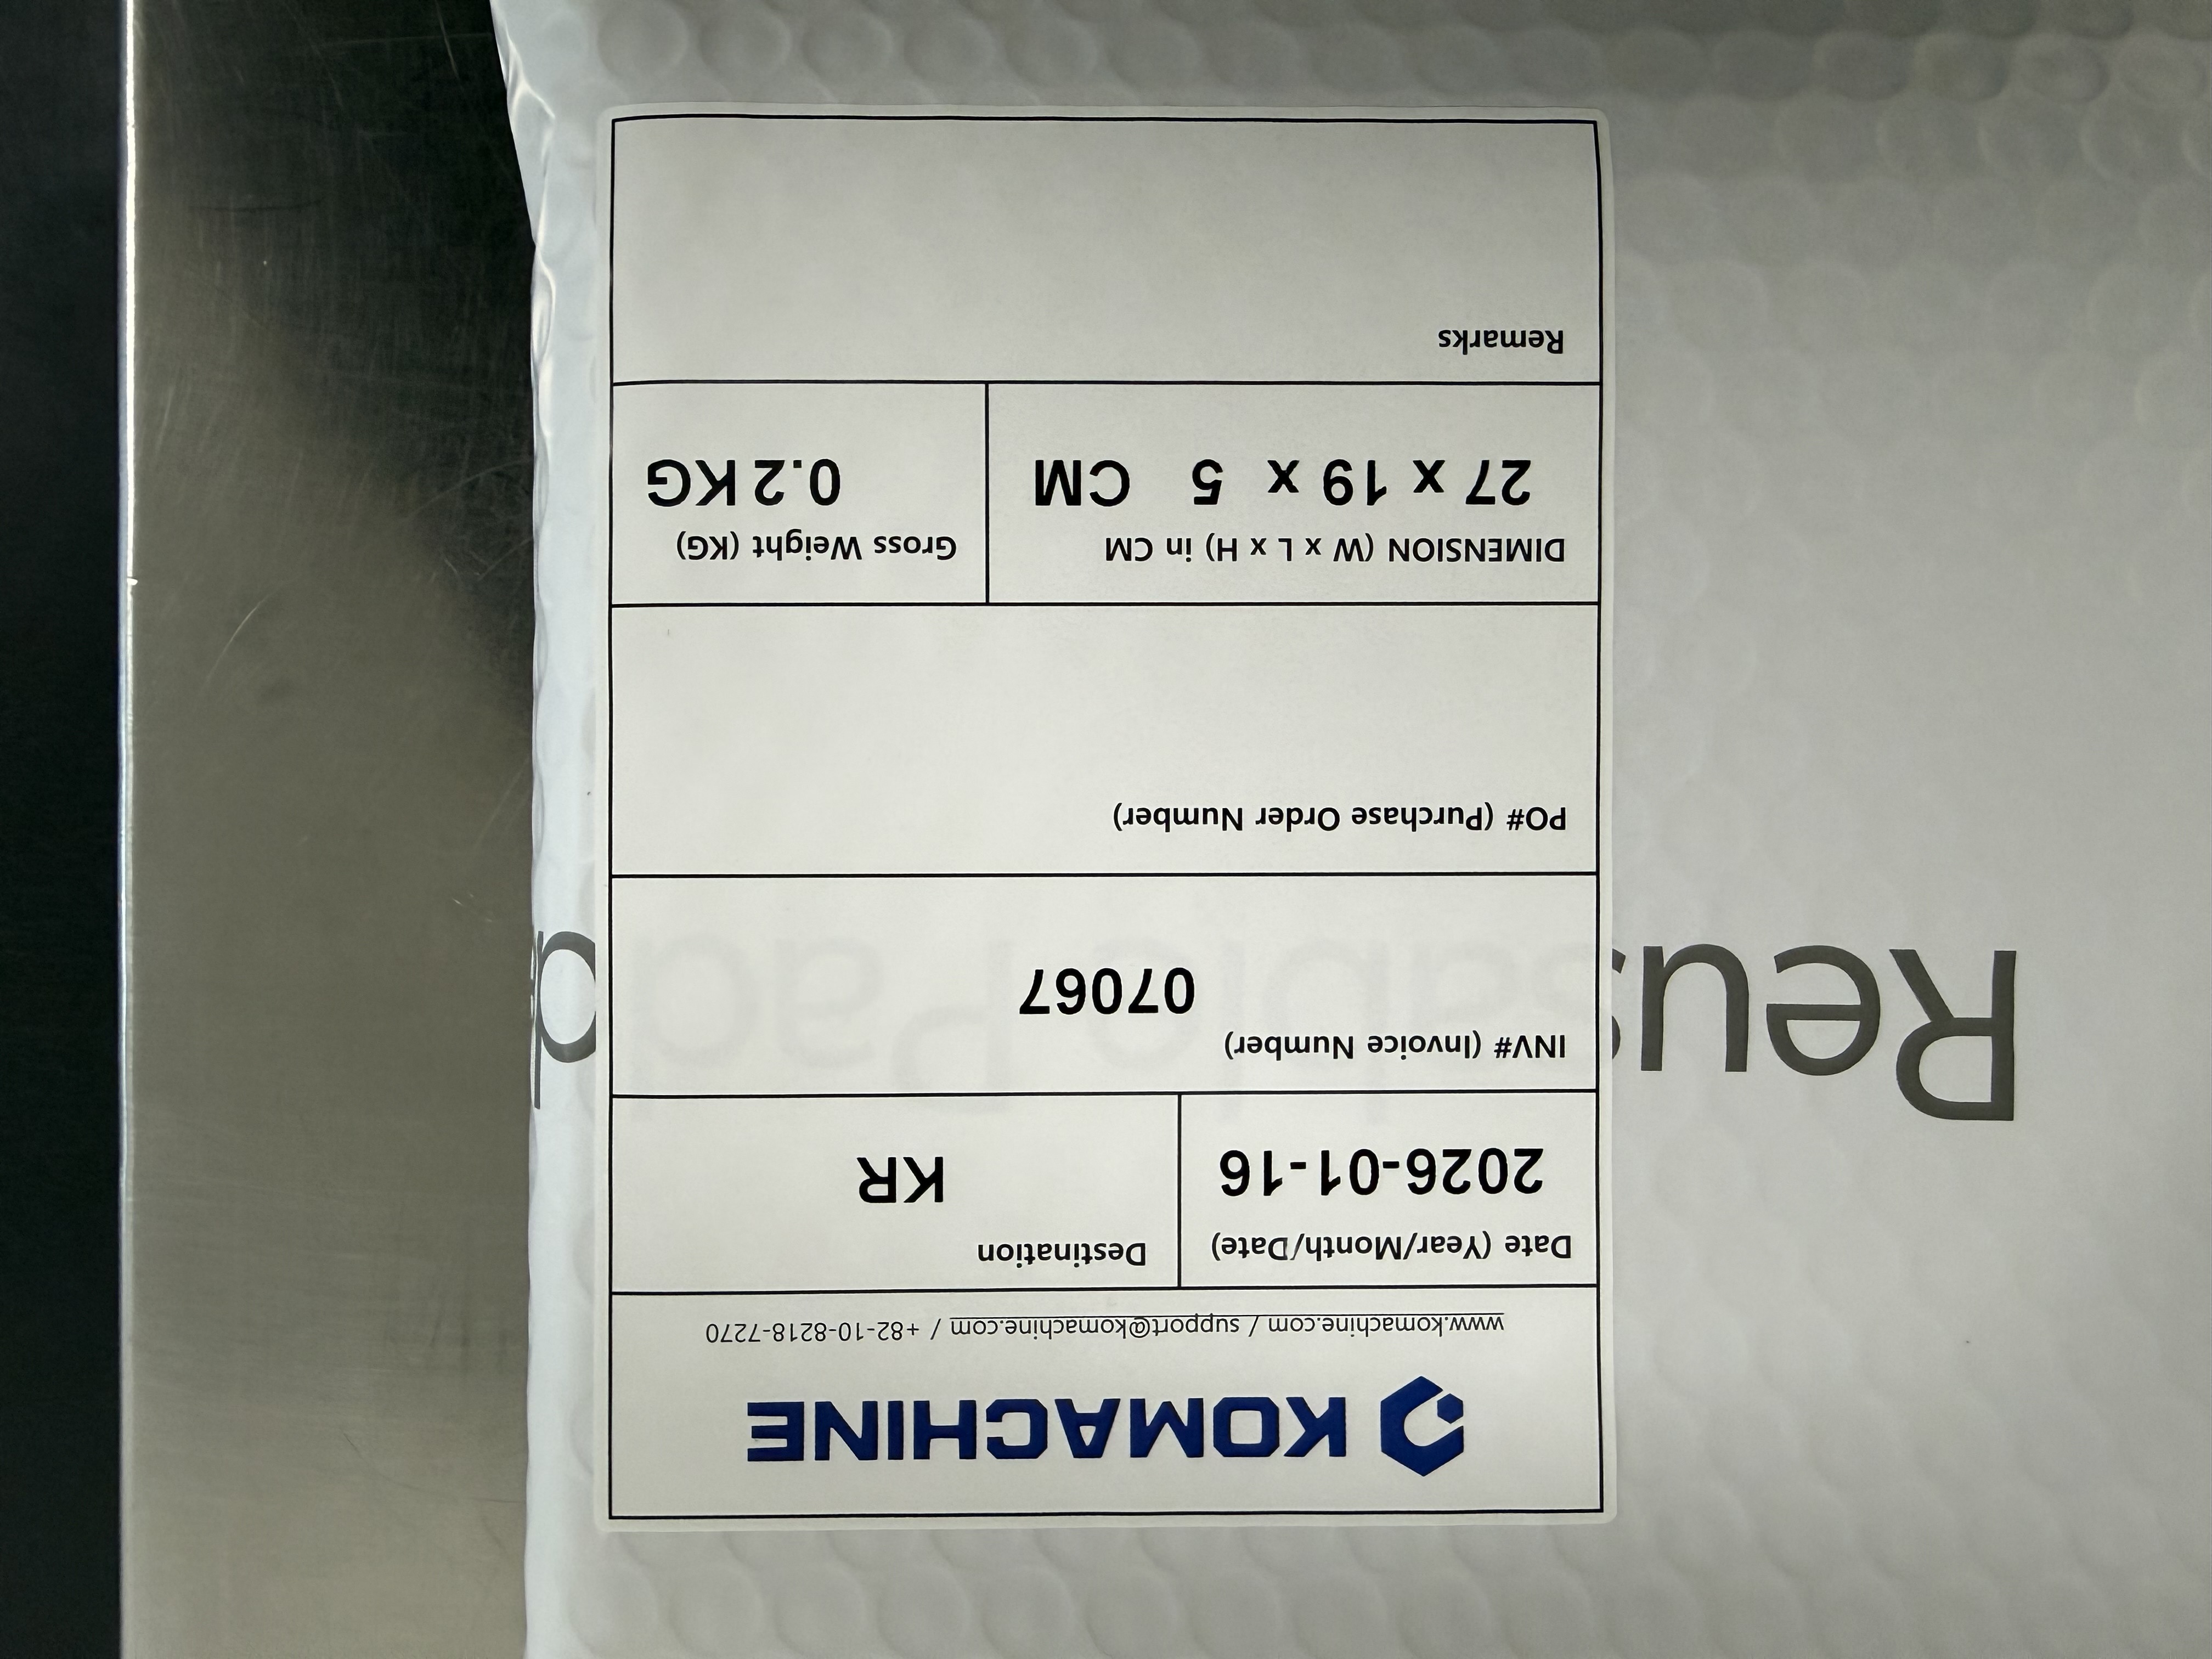 KOMACHINE
www.komachine.com / support@komachine.com / +82-10-8218-7270
Date (Year/Month/Date)
2026-01-16
Destination
KR
INV# (Invoice Number)
07067
PO# (Purchase Order Number)
DIMENSION (W x L x H) in CM
27 x 19 x 5 CM
Gross Weight (KG)
0.2 KG
Remarks
Reusable Pad